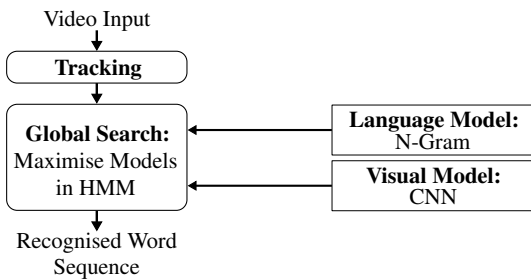 Video Input
Tracking
Global Search:
Maximise Models
in HMM
Language Model:
N-Gram
Visual Model:
CNN
Recognised Word
Sequence